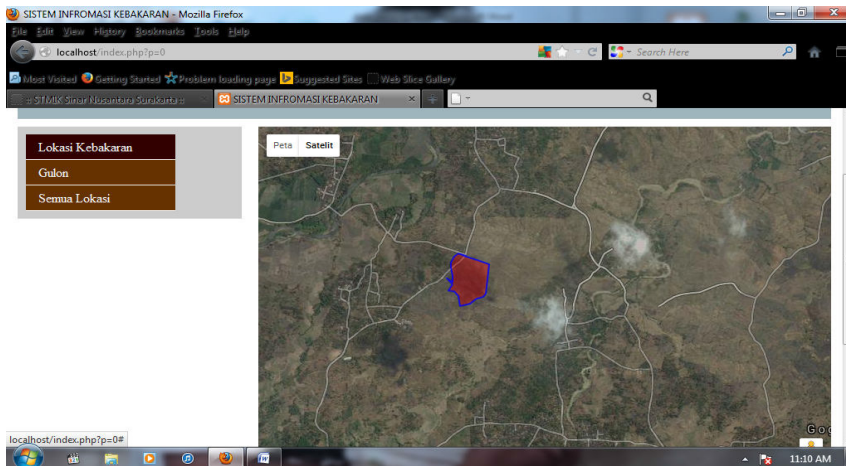 SISTEM INFROMASI KEBAKARAN - Mozilla Firefox
File Edit View History Bookmarks Tools Help
localhost/index.php?p=0
Search Here
Most Visited Getting Started Problem loading page Suggested Sites Web Slice Gallery
:: STMIK Sinar Nusantara Surakarta ::
SISTEM INFROMASI KEBAKARAN
Lokasi Kebakaran
Gulon
Semua Lokasi
Peta Satelit
Goo
localhost/index.php?p=0#
11:10 AM